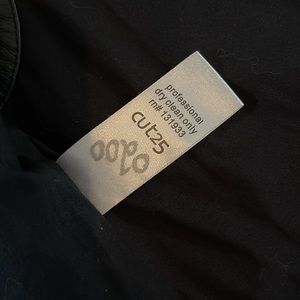 professional
dry clean only
rn# 131933
cut25